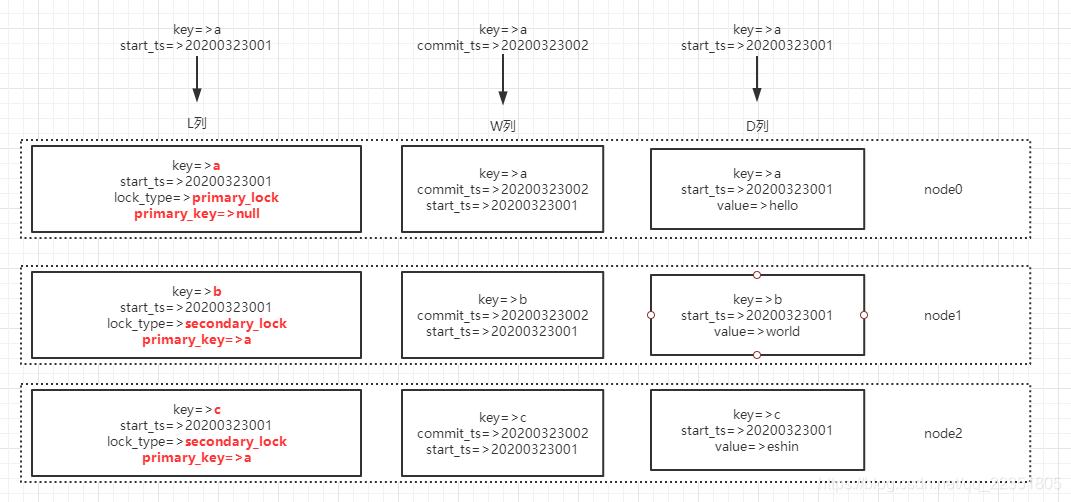 key=>a
start_ts=>20200323001
key=>a
commit_ts=>20200323002
key=>a
start_ts=>20200323001
L列
W列
D列
key=>a
start_ts=>20200323001
lock_type=>primary_lock
primary_key=>null
key=>a
commit_ts=>20200323002
start_ts=>20200323001
key=>a
start_ts=>20200323001
value=>hello
node0
key=>b
start_ts=>20200323001
lock_type=>secondary_lock
primary_key=>a
key=>b
commit_ts=>20200323002
start_ts=>20200323001
key=>b
start_ts=>20200323001
value=>world
node1
key=>c
start_ts=>20200323001
lock_type=>secondary_lock
primary_key=>a
key=>c
commit_ts=>20200323002
start_ts=>20200323001
key=>c
start_ts=>20200323001
value=>eshin
node2